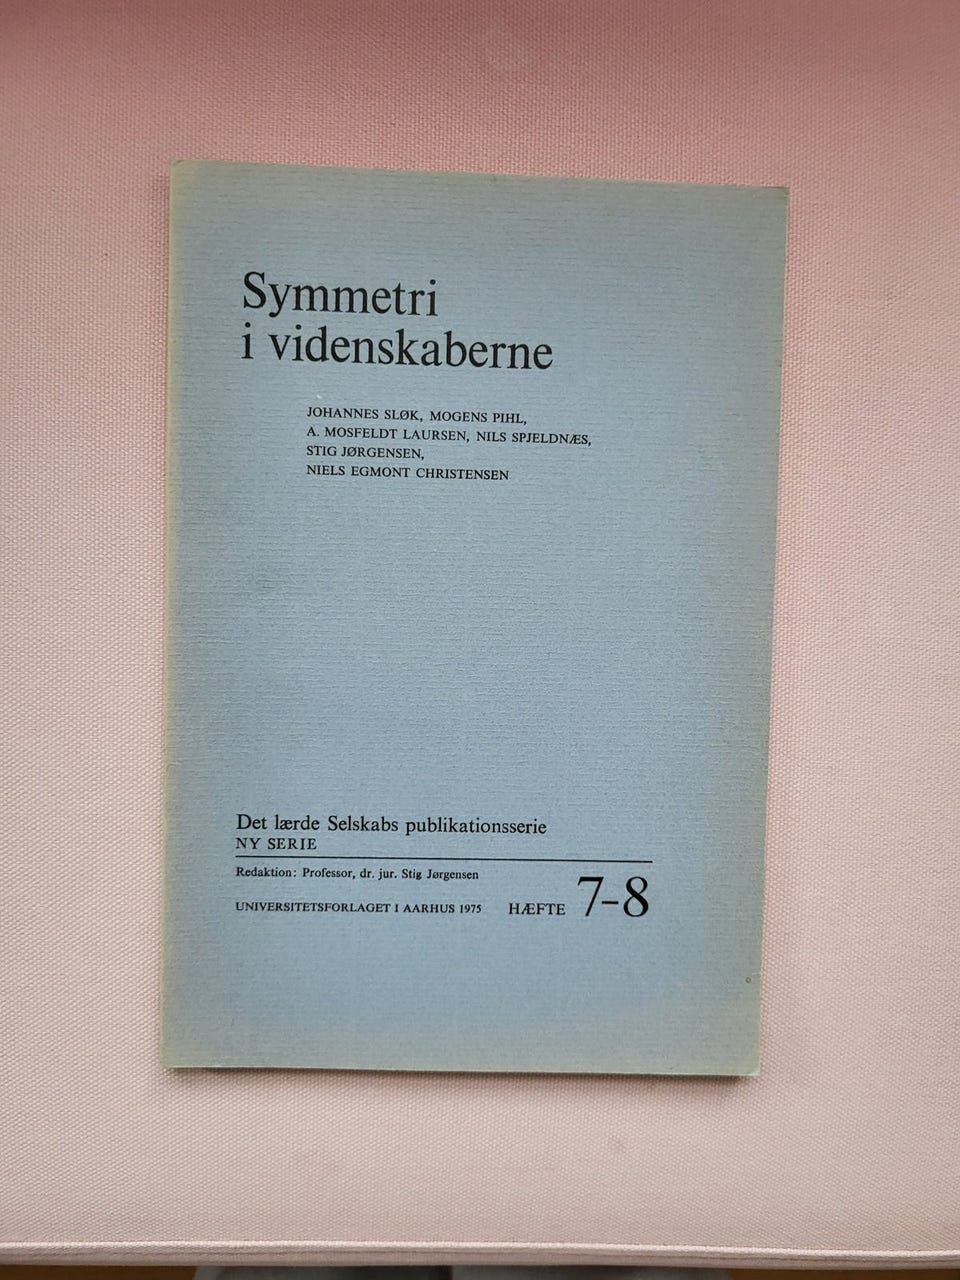 Symmetri
i videnskaberne
JOHANNES SLØK, MOGENS PIHL,
A. MOSFELDT LAURSEN, NILS SPJELDNÆS,
STIG JØRGENSEN,
NIELS EGMONT CHRISTENSEN
Det lærde Selskabs publikationsserie
NY SERIE
Redaktion: Professor, dr. jur. Stig Jørgensen
UNIVERSITETSFORLAGET I AARHUS 1975 HÆFTE 7–8